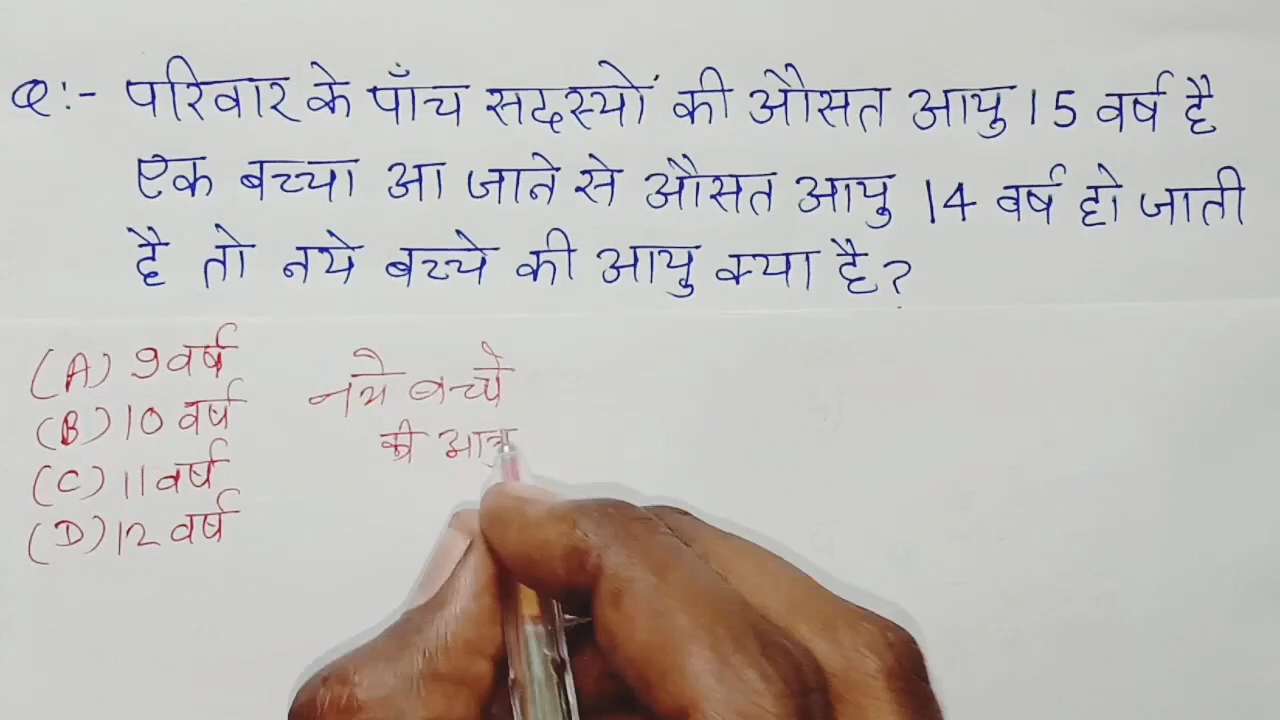 Q:- परिवार के पाँच सदस्यों की औसत आयु 15 वर्ष है
एक बच्चा आ जाने से औसत आयु 14 वर्ष हो जाती
है तो नये बच्चे की आयु क्या है?
(A) 9 वर्ष
(B) 10 वर्ष
(C) 11 वर्ष
(D) 12 वर्ष
नये बच्चे
की